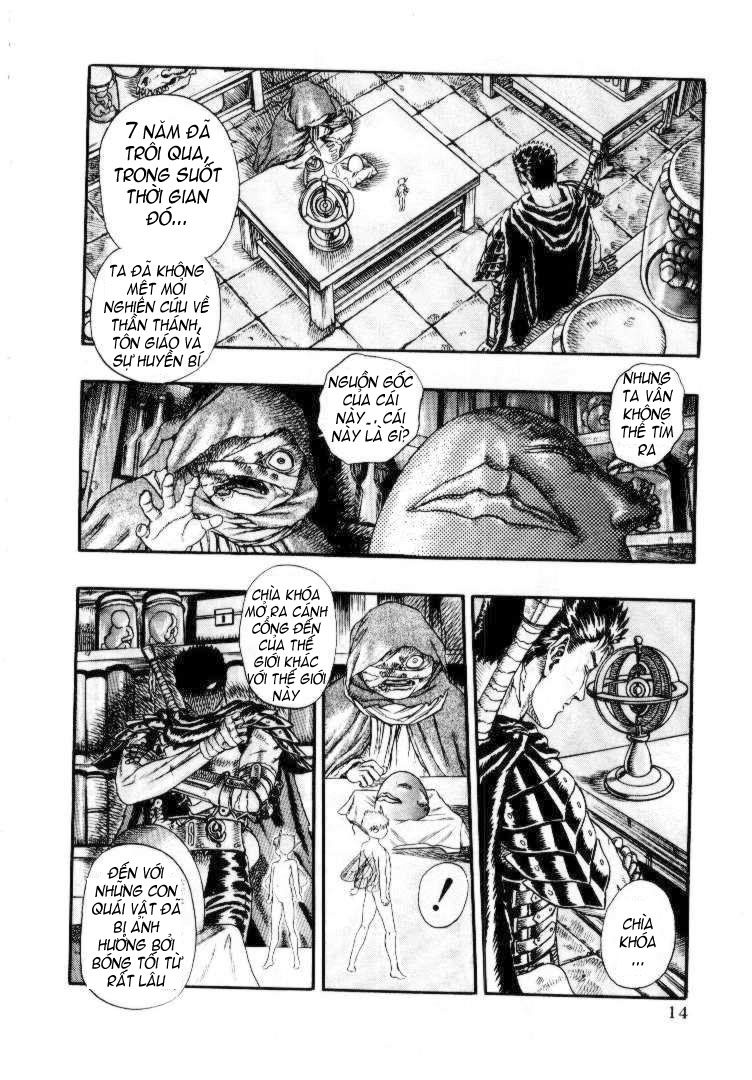 7 NĂM ĐÃ
TRÔI QUA,
TRONG SUỐT
THỜI GIAN
ĐÓ...
TA ĐÃ KHÔNG
MỆT MỎI
NGHIÊN CỨU VỀ
THẦN THÁNH,
TÔN GIÁO VÀ
SỰ HUYỀN BÍ
NHƯNG
TA VẪN
KHÔNG
THỂ TÌM
RA
NGUỒN GỐC
CỦA CÁI
NÀY... CÁI
NÀY LÀ GÌ?
CHÌA
KHÓA
...
CHÌA KHÓA
MỞ RA CÁNH
CỔNG ĐẾN
CỦA THẾ
GIỚI KHÁC
VỚI THẾ GIỚI
NÀY
!
ĐẾN VỚI
NHỮNG CON
QUÁI VẬT ĐÃ
BỊ ẢNH
HƯỞNG BỞI
BÓNG TỐI TỪ
RẤT LÂU
14